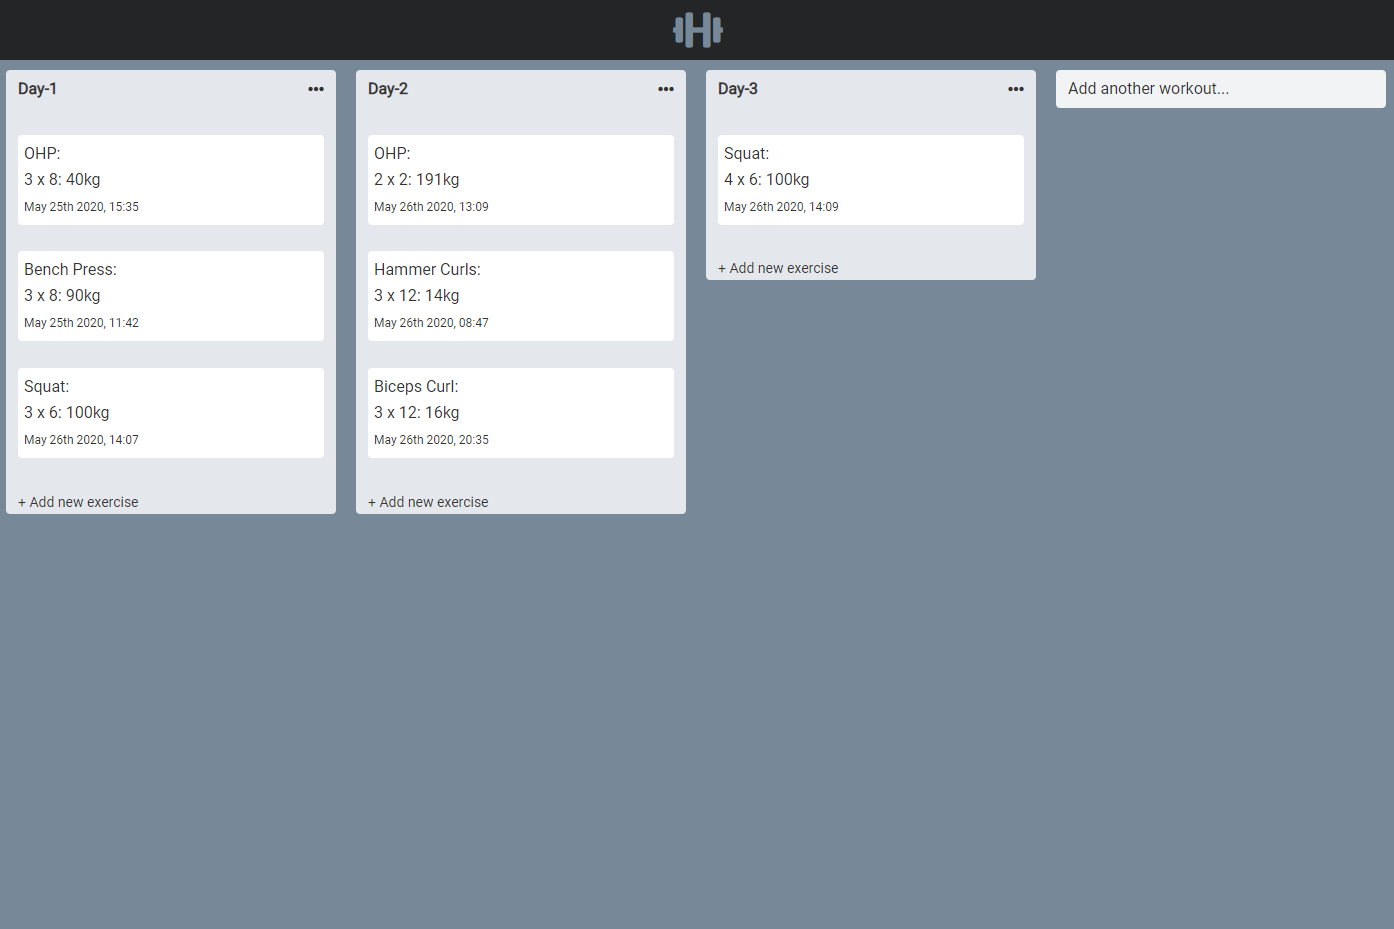 Day-1
OHP:
3 x 8: 40kg
May 25th 2020, 15:35
Bench Press:
3 x 8: 90kg
May 25th 2020, 11:42
Squat:
3 x 6: 100kg
May 26th 2020, 14:07
+ Add new exercise
Day-2
OHP:
2 x 2: 191kg
May 26th 2020, 13:09
Hammer Curls:
3 x 12: 14kg
May 26th 2020, 08:47
Biceps Curl:
3 x 12: 16kg
May 26th 2020, 20:35
+ Add new exercise
Day-3
Squat:
4 x 6: 100kg
May 26th 2020, 14:09
+ Add new exercise
Add another workout...